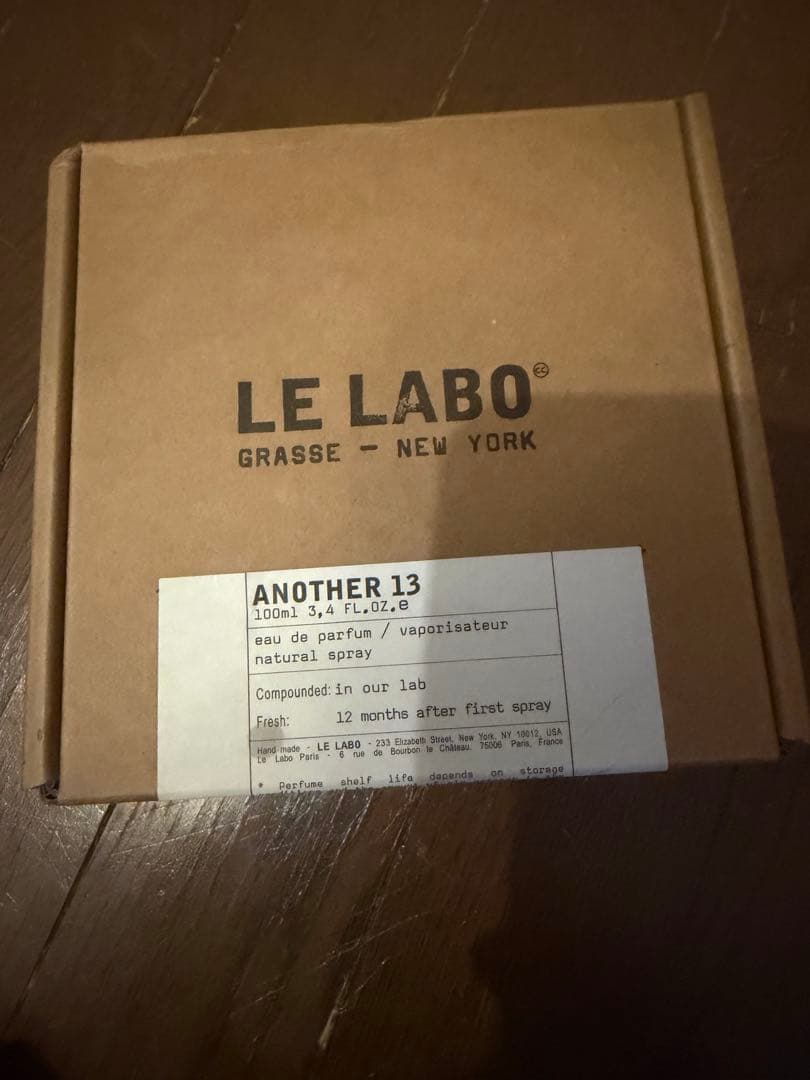 LE LABO
GRASSE – NEW YORK
ANOTHER 13
100ml 3,4 FL.OZ.e
eau de parfum / vaporisateur
natural spray
Compounded: in our lab
Fresh: 12 months after first spray
Hand made - LE LABO - 233 Elizabeth Street, New York, NY 10012, USA
Le Labo Paris - 6 rue de Bourbon le Château, 75006 Paris, France
* Perfume shelf life depends on storage